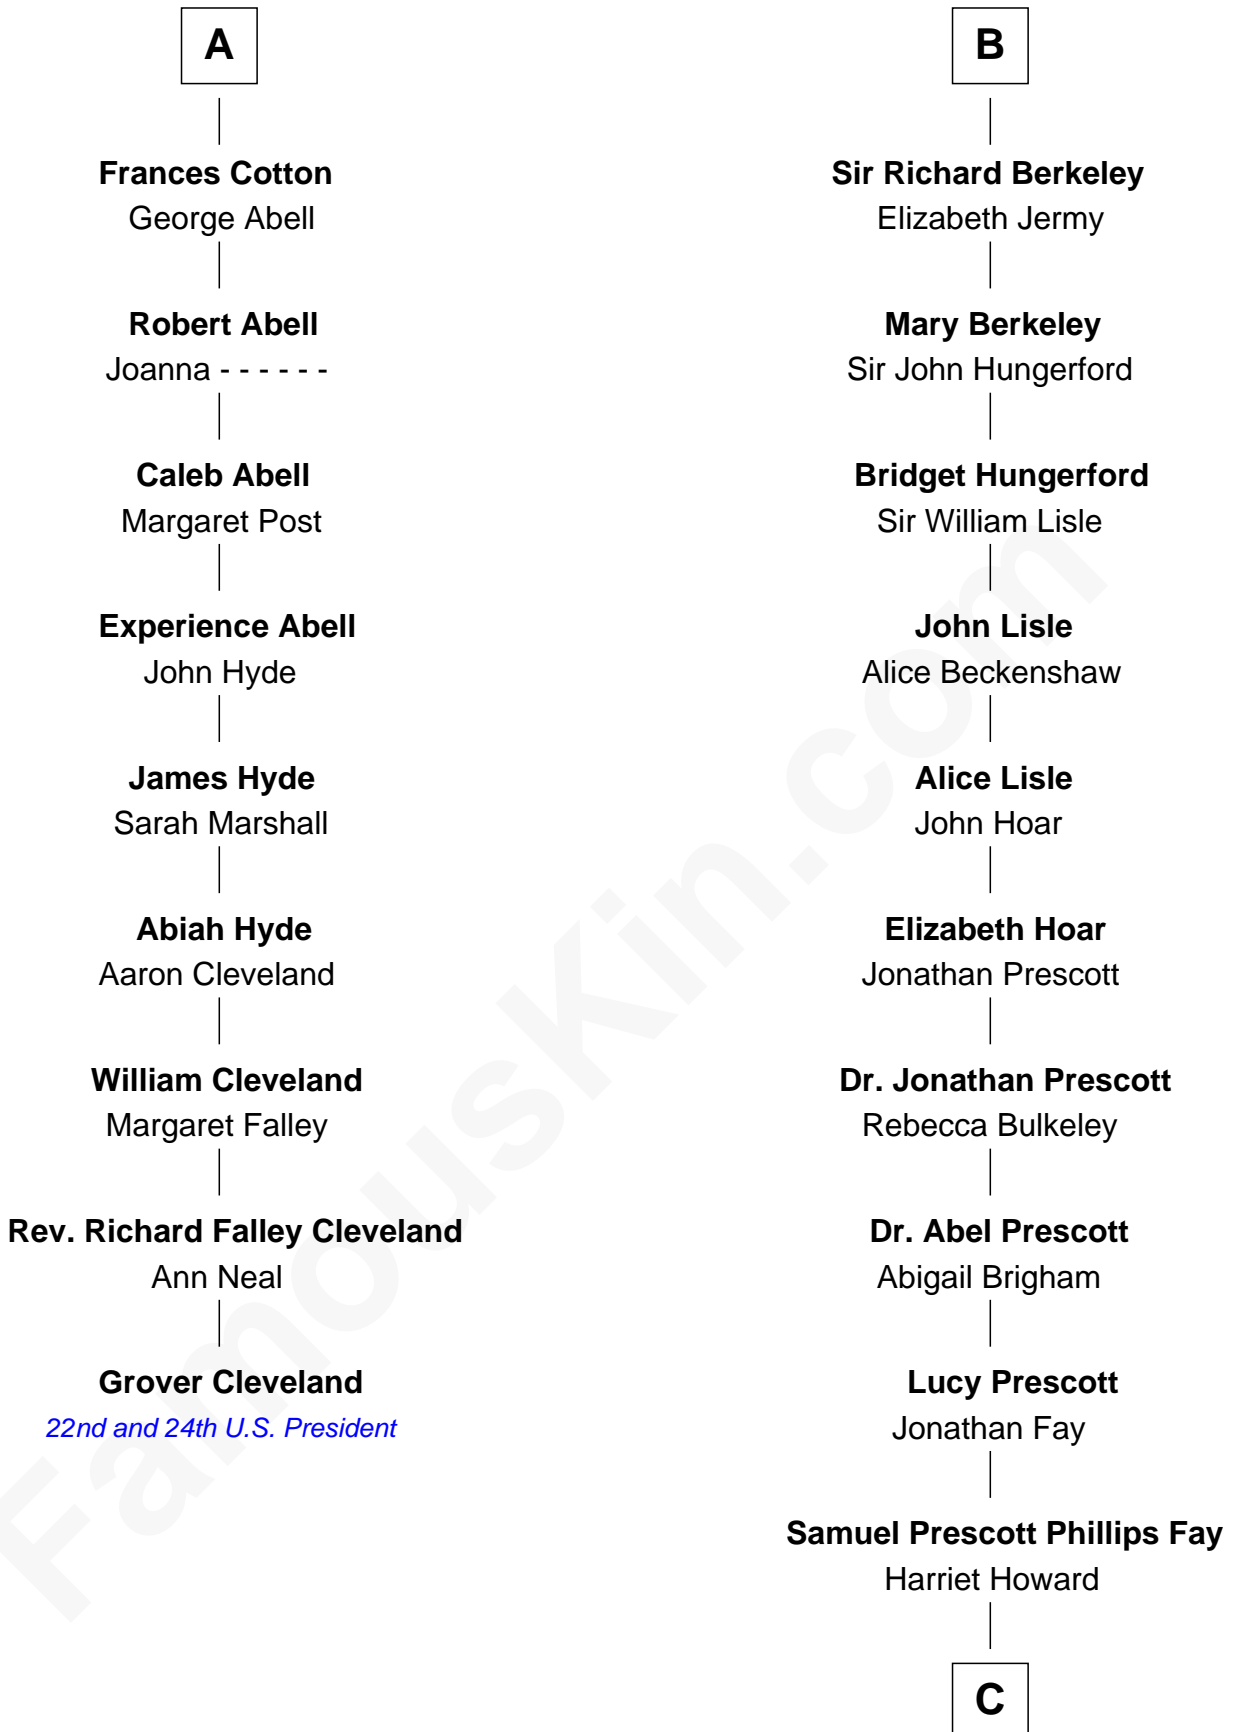 A
Frances Cotton
George Abell
Robert Abell
Joanna - - - - - -
Caleb Abell
Margaret Post
Experience Abell
John Hyde
James Hyde
Sarah Marshall
Abiah Hyde
Aaron Cleveland
William Cleveland
Margaret Falley
Rev. Richard Falley Cleveland
Ann Neal
Grover Cleveland
22nd and 24th U.S. President
B
Sir Richard Berkeley
Elizabeth Jermy
Mary Berkeley
Sir John Hungerford
Bridget Hungerford
Sir William Lisle
John Lisle
Alice Beckenshaw
Alice Lisle
John Hoar
Elizabeth Hoar
Jonathan Prescott
Dr. Jonathan Prescott
Rebecca Bulkeley
Dr. Abel Prescott
Abigail Brigham
Lucy Prescott
Jonathan Fay
Samuel Prescott Phillips Fay
Harriet Howard
C
FamousKin.com